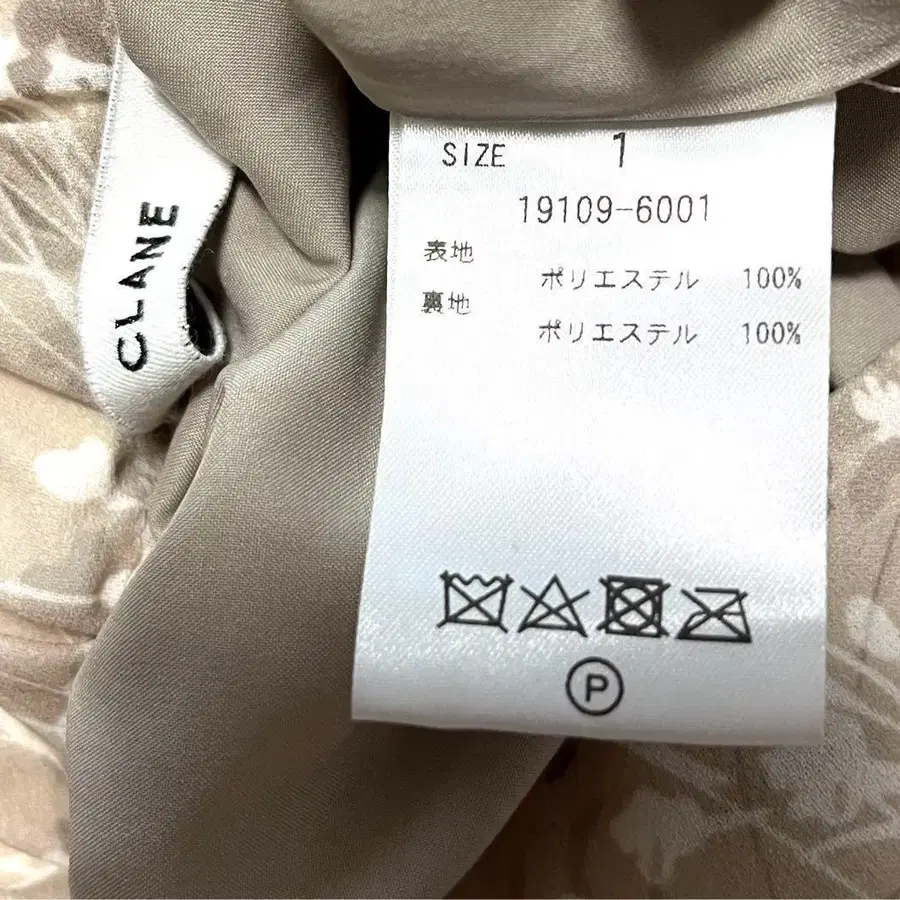 CLANE
SIZE 1
19109-6001
表地
ポリエステル 100%
裏地
ポリエステル 100%
P